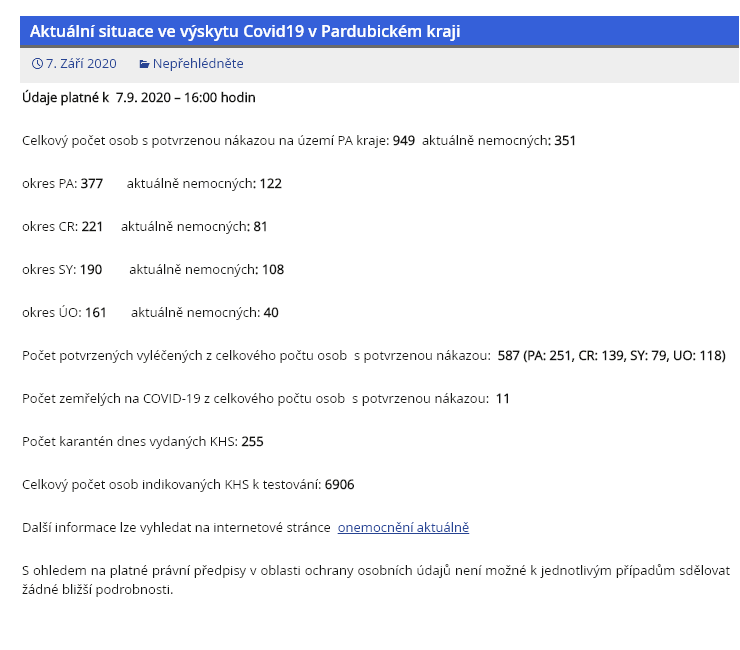 Aktuální situace ve výskytu Covid19 v Pardubickém kraji
7. Září 2020 Nepřehlédněte
Údaje platné k 7.9. 2020 – 16:00 hodin
Celkový počet osob s potvrzenou nákazou na území PA kraje: 949 aktuálně nemocných: 351
okres PA: 377 aktuálně nemocných: 122
okres CR: 221 aktuálně nemocných: 81
okres SY: 190 aktuálně nemocných: 108
okres ÚO: 161 aktuálně nemocných: 40
Počet potvrzených vyléčených z celkového počtu osob s potvrzenou nákazou: 587 (PA: 251, CR: 139, SY: 79, UO: 118)
Počet zemřelých na COVID-19 z celkového počtu osob s potvrzenou nákazou: 11
Počet karantén dnes vydaných KHS: 255
Celkový počet osob indikovaných KHS k testování: 6906
Další informace lze vyhledat na internetové stránce onemocnění aktuálně
S ohledem na platné právní předpisy v oblasti ochrany osobních údajů není možné k jednotlivým případům sdělovat
žádné bližší podrobnosti.